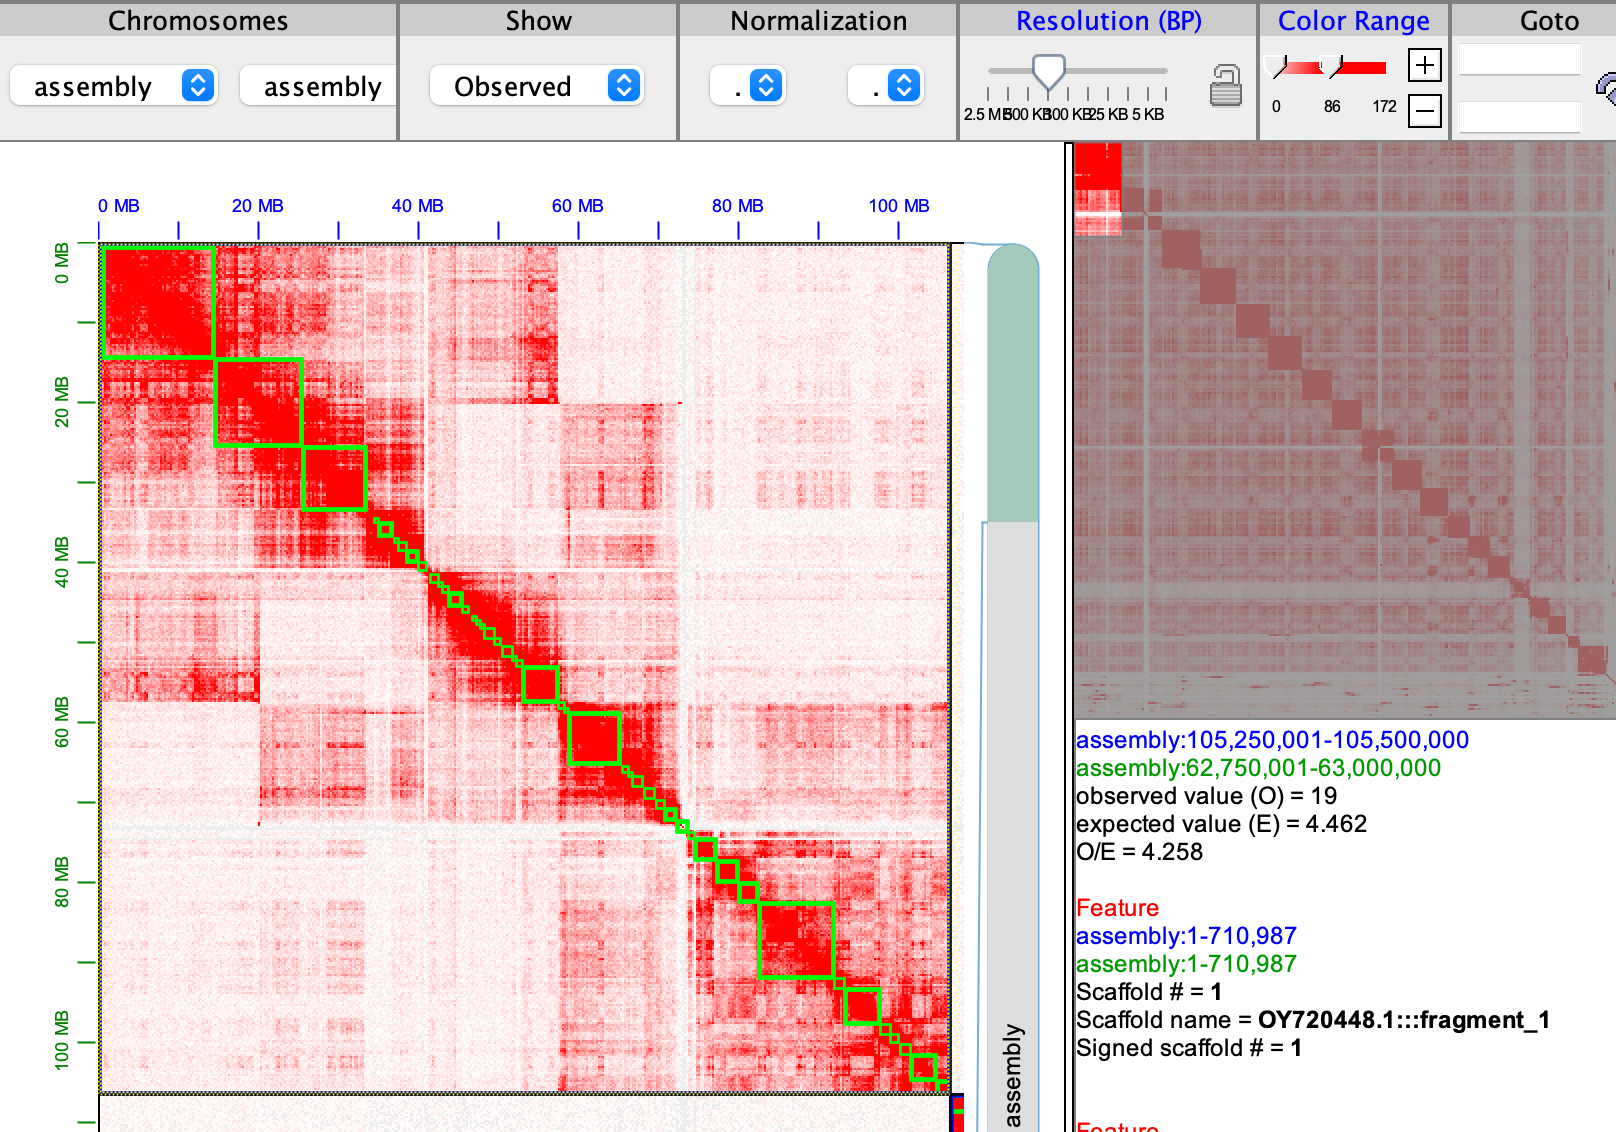 Chromosomes Show Normalization Resolution (BP) Color Range Goto
assembly assembly Observed . .
2.5 MB 500 KB 100 KB 25 KB 5 KB 0 86 172
0 MB 20 MB 40 MB 60 MB 80 MB 100 MB
0 MB
20 MB
40 MB
60 MB
80 MB
100 MB
assembly
assembly:105,250,001-105,500,000
assembly:62,750,001-63,000,000
observed value (O) = 19
expected value (E) = 4.462
O/E = 4.258
Feature
assembly:1-710,987
assembly:1-710,987
Scaffold # = 1
Scaffold name = OY720448.1:::fragment_1
Signed scaffold # = 1
Feature